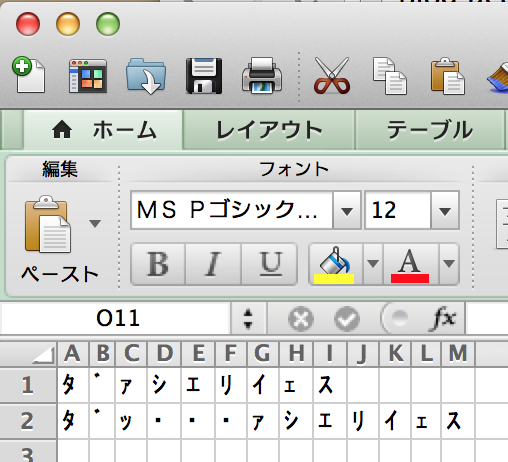 ホーム レイアウト テーブル
編集 フォント
ＭＳ Ｐゴシック... 12
ペースト B I U A
O11 fx
A B C D E F G H I J K L M
1 ﾀ ﾞ ｧ ｼ ｴ ﾘ ｲ ｪ ｽ
2 ﾀ ﾞ ｯ ･ ･ ･ ｧ ｼ ｴ ﾘ ｲ ｪ ｽ
3